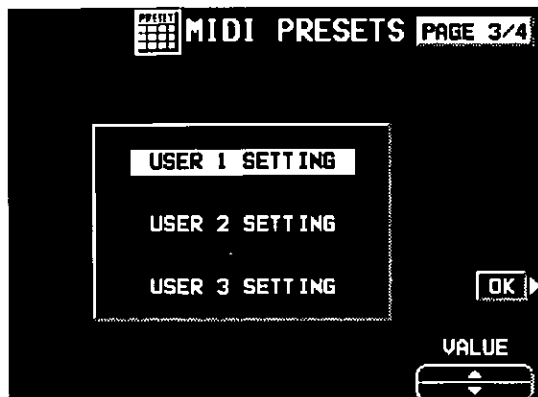 PRESET
MIDI PRESETS
PAGE 3/4
USER 1 SETTING
USER 2 SETTING
USER 3 SETTING
OK
VALUE